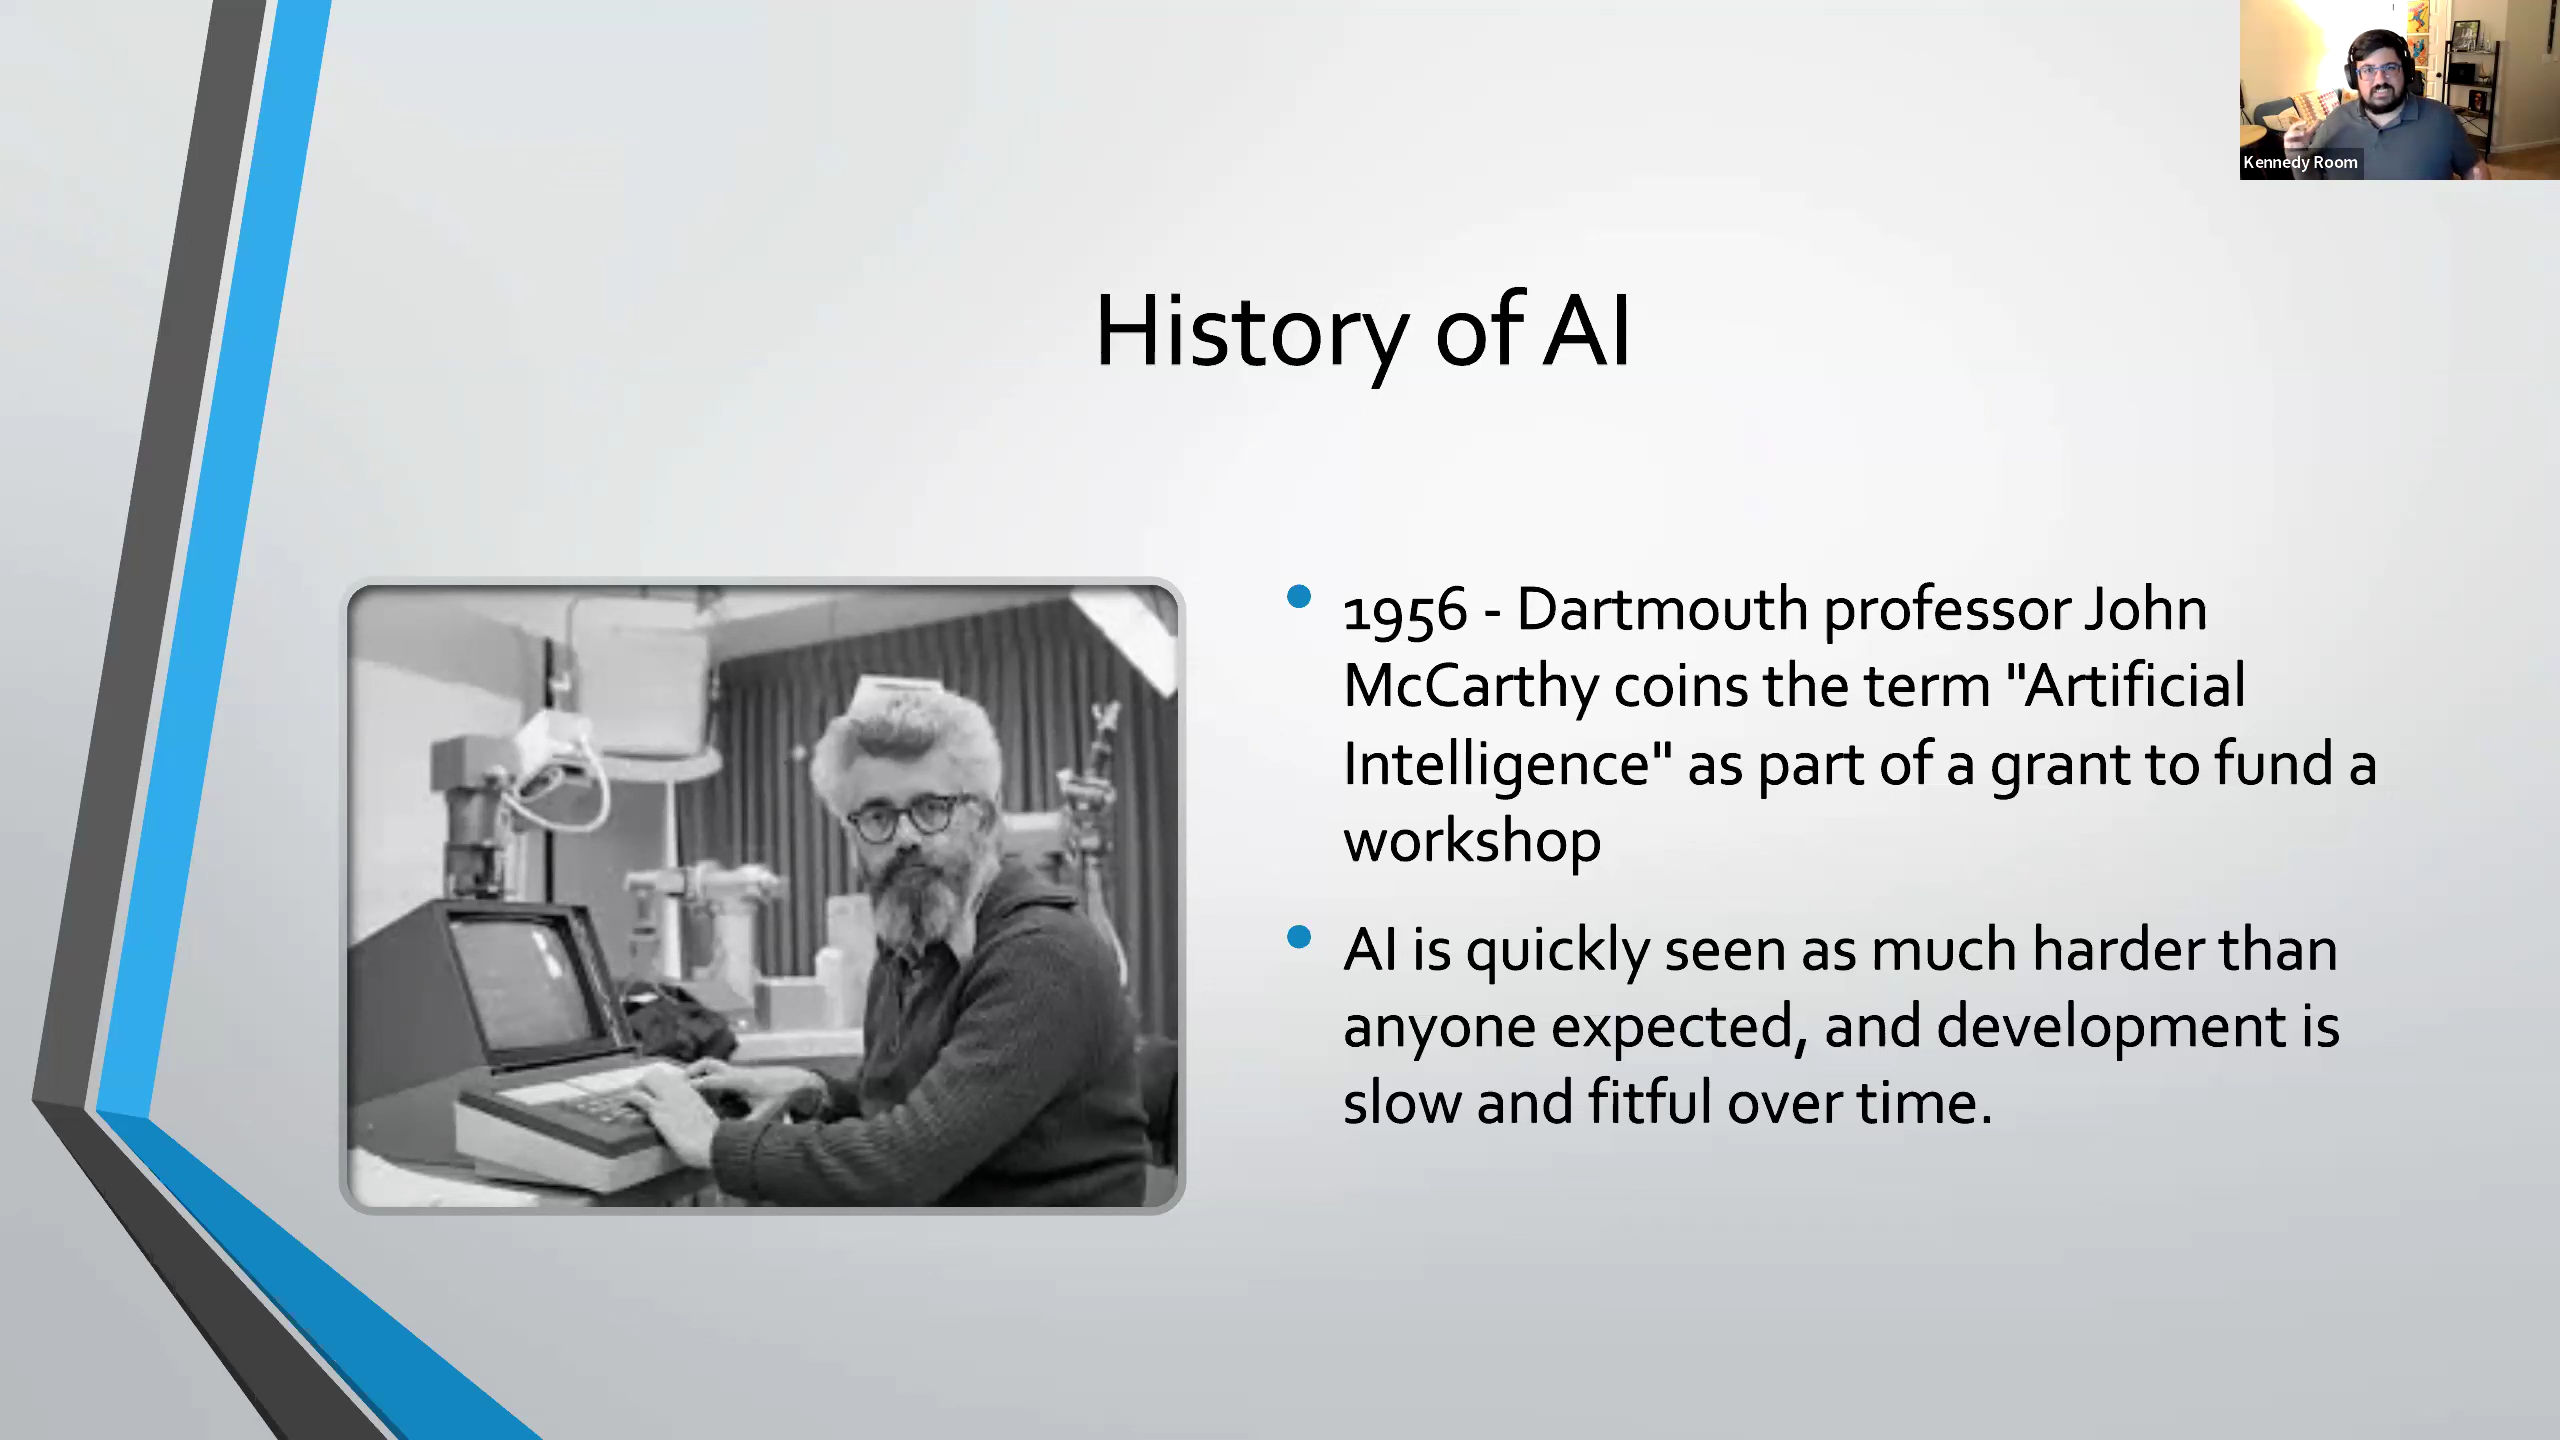 Kennedy Room
History of AI
1956 - Dartmouth professor John
McCarthy coins the term "Artificial
Intelligence" as part of a grant to fund a
workshop
AI is quickly seen as much harder than
anyone expected, and development is
slow and fitful over time.